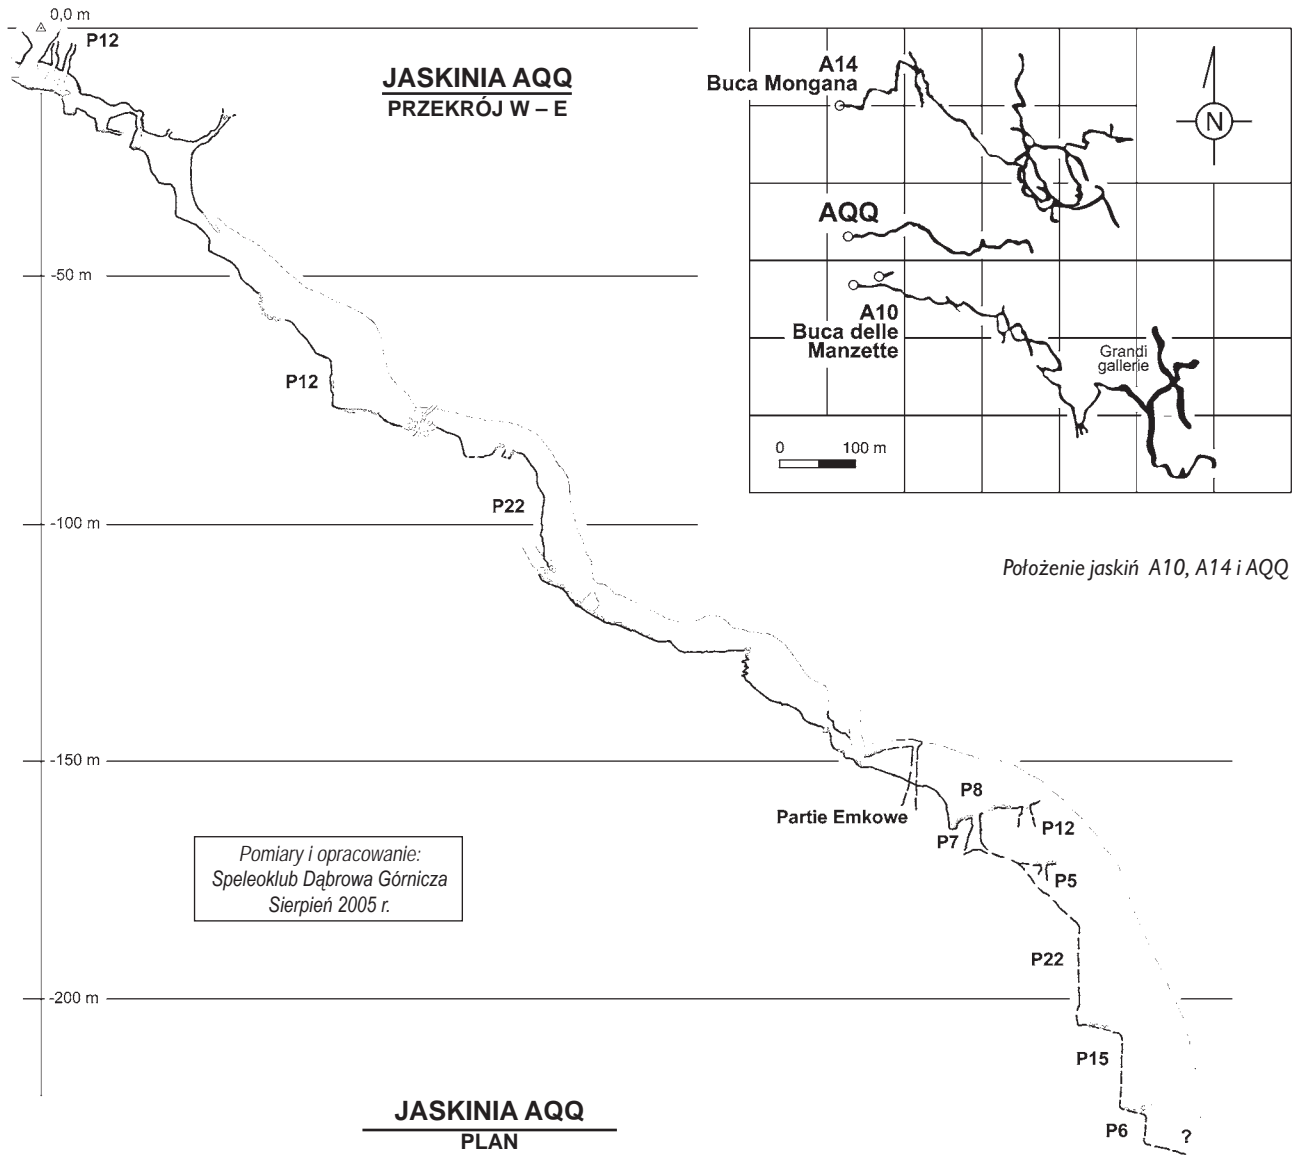 0,0 m
P12
JASKINIA AQQ
PRZEKRÓJ W – E
A14
Buca Mongana
N
AQQ
-50 m
A10
Buca delle
Manzette
Grandi
gallerie
P12
0 100 m
P22
-100 m
Położenie jaskiń A10, A14 i AQQ
-150 m
P8
Partie Emkowe
P12
P7
Pomiary i opracowanie:
Speleoklub Dąbrowa Górnicza
Sierpień 2005 r.
P5
P22
-200 m
P15
JASKINIA AQQ
PLAN
P6
?